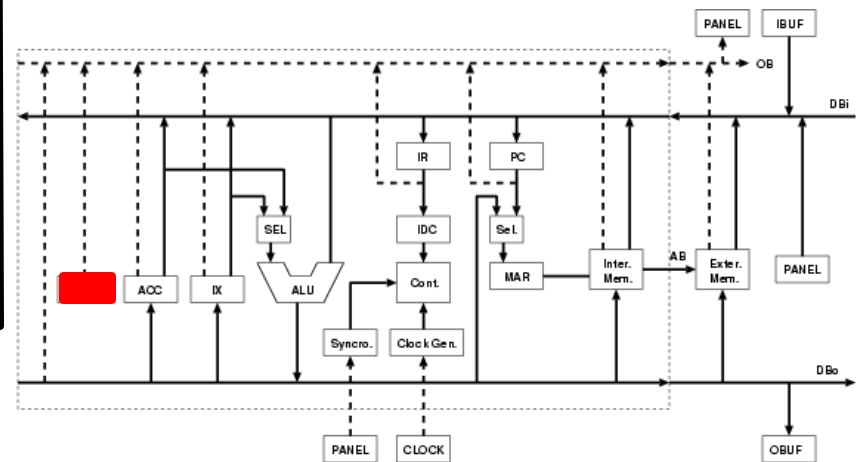 PANEL IBUF
OB
DBi
IR PC
SEL IDC Sel.
ACC IX ALU Cont. MAR Inter. Mem. AB Exter. Mem. PANEL
Syncro. Clock Gen.
DBo
PANEL CLOCK OBUF